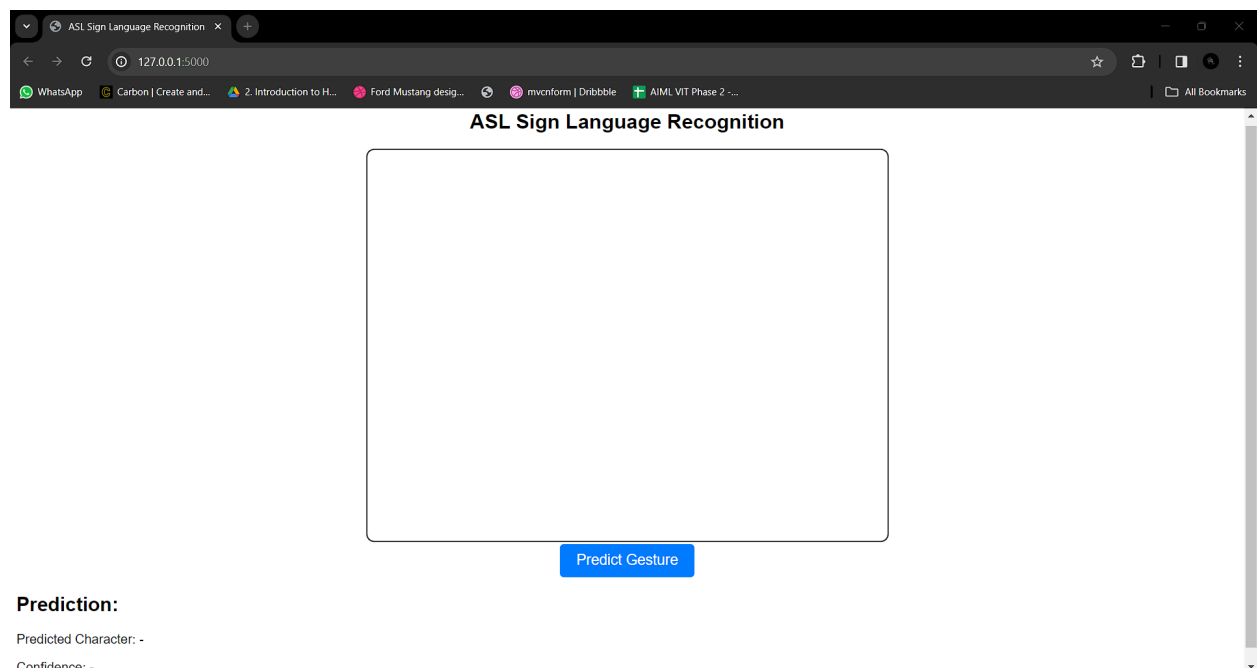 ASL Sign Language Recognition
127.0.0.1:5000
WhatsApp Carbon | Create and... 2. Introduction to H... Ford Mustang desig... mvcnform | Dribbble AIML VIT Phase 2 -... All Bookmarks
ASL Sign Language Recognition
Predict Gesture
Prediction:
Predicted Character: -
Confidence: -